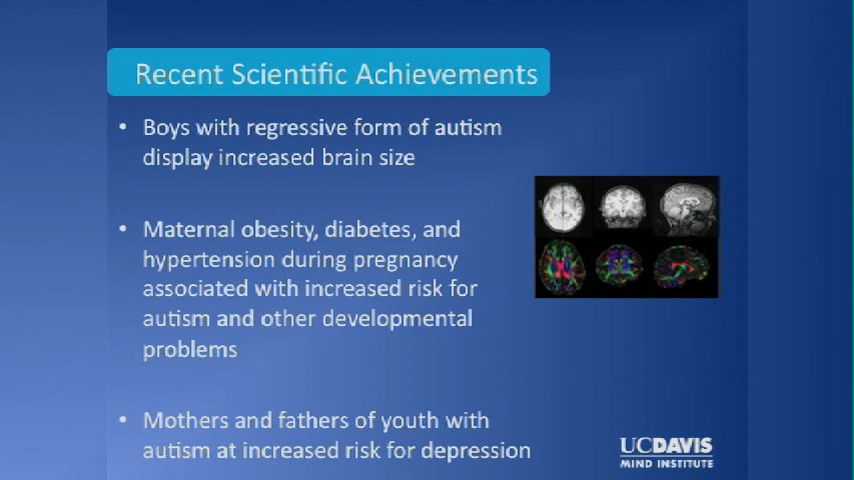 Recent Scientific Achievements
• Boys with regressive form of autism
display increased brain size
• Maternal obesity, diabetes, and
hypertension during pregnancy
associated with increased risk for
autism and other developmental
problems
• Mothers and fathers of youth with
autism at increased risk for depression
UCDAVIS
MIND INSTITUTE